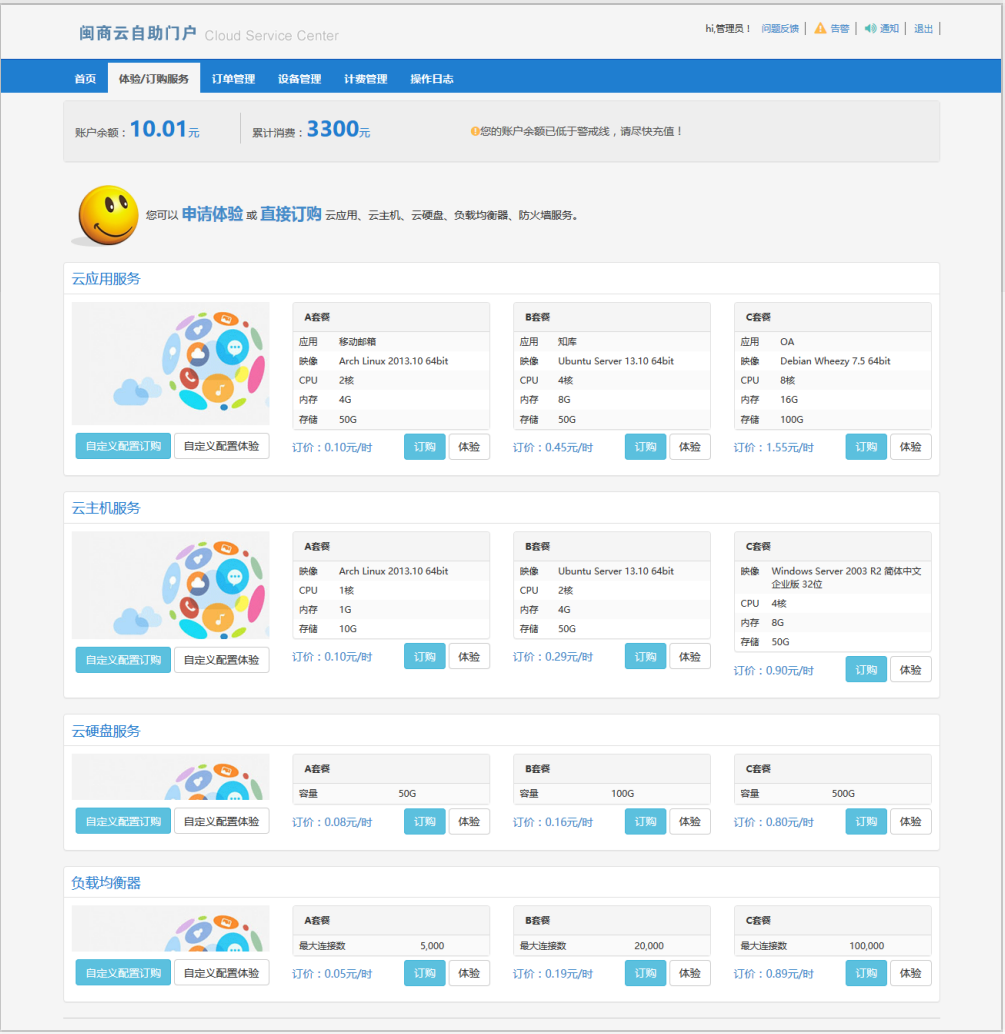 闽商云自助门户 Cloud Service Center
hi,管理员！ 问题反馈 告警 通知 退出
首页 体验/订购服务 订单管理 设备管理 计费管理 操作日志
账户余额：10.01元 累计消费：3300元 您的账户余额已低于警戒线，请尽快充值！
您可以 申请体验 或 直接订购 云应用、云主机、云硬盘、负载均衡器、防火墙服务。
云应用服务
A套餐 B套餐 C套餐
应用 移动邮箱 应用 知库 应用 OA
映像 Arch Linux 2013.10 64bit 映像 Ubuntu Server 13.10 64bit 映像 Debian Wheezy 7.5 64bit
CPU 2核 CPU 4核 CPU 8核
内存 4G 内存 8G 内存 16G
存储 50G 存储 50G 存储 100G
自定义配置订购 自定义配置体验 订价：0.10元/时 订购 体验 订价：0.45元/时 订购 体验 订价：1.55元/时 订购 体验
云主机服务
A套餐 B套餐 C套餐
映像 Arch Linux 2013.10 64bit 映像 Ubuntu Server 13.10 64bit 映像 Windows Server 2003 R2 简体中文
企业版 32位
CPU 1核 CPU 2核 CPU 4核
内存 1G 内存 4G 内存 8G
存储 10G 存储 50G 存储 50G
自定义配置订购 自定义配置体验 订价：0.10元/时 订购 体验 订价：0.29元/时 订购 体验 订价：0.90元/时 订购 体验
云硬盘服务
A套餐 B套餐 C套餐
容量 50G 容量 100G 容量 500G
自定义配置订购 自定义配置体验 订价：0.08元/时 订购 体验 订价：0.16元/时 订购 体验 订价：0.80元/时 订购 体验
负载均衡器
A套餐 B套餐 C套餐
最大连接数 5,000 最大连接数 20,000 最大连接数 100,000
自定义配置订购 自定义配置体验 订价：0.05元/时 订购 体验 订价：0.19元/时 订购 体验 订价：0.89元/时 订购 体验